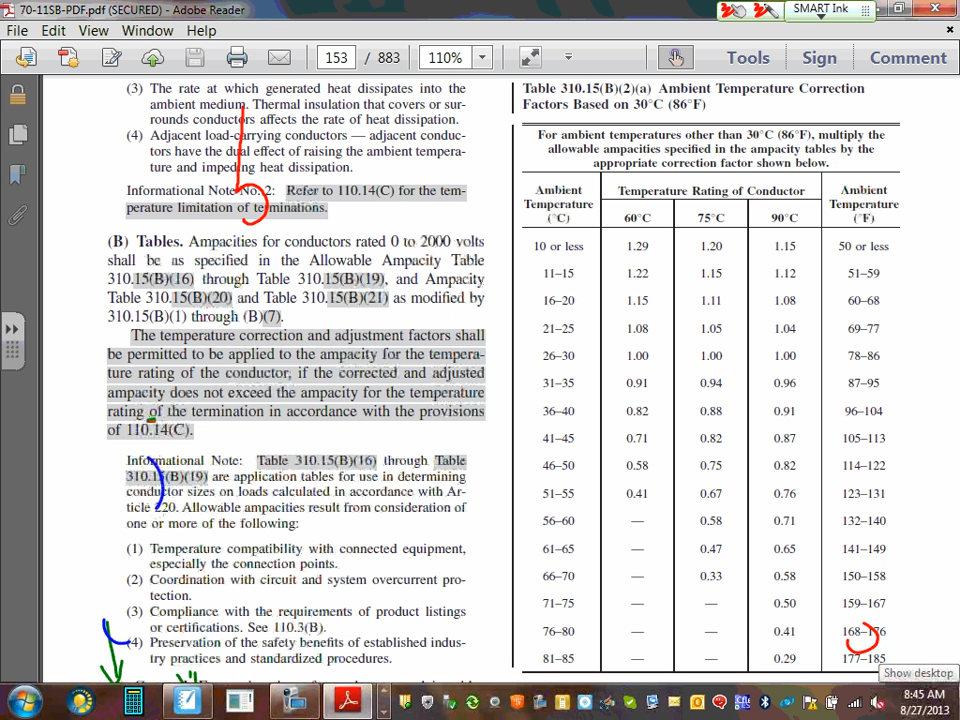 70-11SB-PDF.pdf (SECURED) - Adobe Reader
SMART Ink
File Edit View Window Help
153 / 883 110% Tools Sign Comment
(3) The rate at which generated heat dissipates into the
ambient medium. Thermal insulation that covers or sur-
rounds conductors affects the rate of heat dissipation.
(4) Adjacent load-carrying conductors — adjacent conduc-
tors have the dual effect of raising the ambient tempera-
ture and impeding heat dissipation.
Informational Note No. 2: Refer to 110.14(C) for the tem-
perature limitation of terminations.
(B) Tables. Ampacities for conductors rated 0 to 2000 volts
shall be as specified in the Allowable Ampacity Table
310.15(B)(16) through Table 310.15(B)(19), and Ampacity
Table 310.15(B)(20) and Table 310.15(B)(21) as modified by
310.15(B)(1) through (B)(7).
The temperature correction and adjustment factors shall
be permitted to be applied to the ampacity for the tempera-
ture rating of the conductor, if the corrected and adjusted
ampacity does not exceed the ampacity for the temperature
rating of the termination in accordance with the provisions
of 110.14(C).
Informational Note: Table 310.15(B)(16) through Table
310.15(B)(19) are application tables for use in determining
conductor sizes on loads calculated in accordance with Ar-
ticle 220. Allowable ampacities result from consideration of
one or more of the following:
(1) Temperature compatibility with connected equipment,
especially the connection points.
(2) Coordination with circuit and system overcurrent pro-
tection.
(3) Compliance with the requirements of product listings
or certifications. See 110.3(B).
(4) Preservation of the safety benefits of established indus-
try practices and standardized procedures.
Table 310.15(B)(2)(a) Ambient Temperature Correction
Factors Based on 30°C (86°F)
For ambient temperatures other than 30°C (86°F), multiply the
allowable ampacities specified in the ampacity tables by the
appropriate correction factor shown below.
Ambient Temperature (°C) Temperature Rating of Conductor Ambient Temperature (°F)
60°C 75°C 90°C
10 or less 1.29 1.20 1.15 50 or less
11–15 1.22 1.15 1.12 51–59
16–20 1.15 1.11 1.08 60–68
21–25 1.08 1.05 1.04 69–77
26–30 1.00 1.00 1.00 78–86
31–35 0.91 0.94 0.96 87–95
36–40 0.82 0.88 0.91 96–104
41–45 0.71 0.82 0.87 105–113
46–50 0.58 0.75 0.82 114–122
51–55 0.41 0.67 0.76 123–131
56–60 — 0.58 0.71 132–140
61–65 — 0.47 0.65 141–149
66–70 — 0.33 0.58 150–158
71–75 — — 0.50 159–167
76–80 — — 0.41 168–176
81–85 — — 0.29 177–185
Show desktop
8:45 AM
8/27/2013